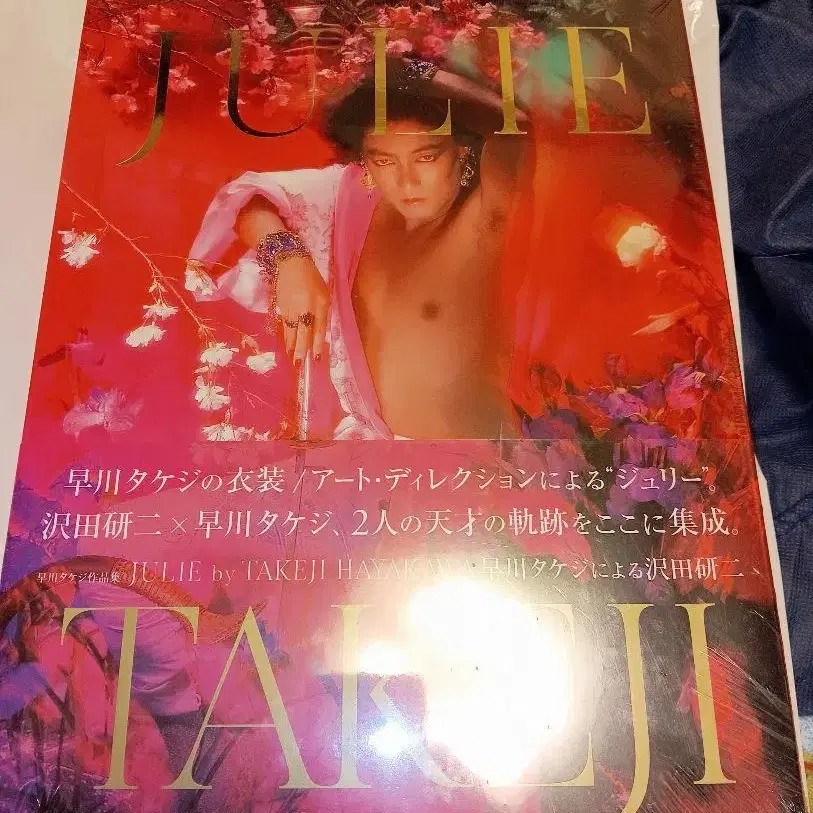 JULIE
早川タケジの衣装/アート・ディレクションによる“ジュリー”。
沢田研二×早川タケジ、2人の天才の軌跡をここに集成。
早川タケジ作品集 JULIE by TAKEJI HAYAKAWA:早川タケジによる沢田研二
TAKEJI